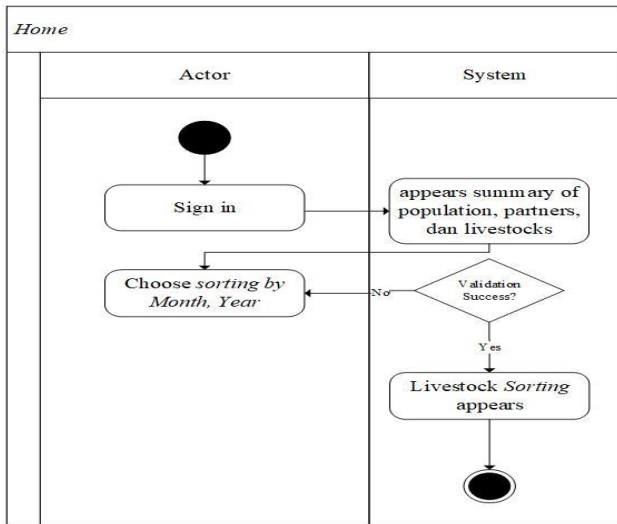 Home
Actor
System
Sign in
appears summary of
population, partners,
dan livestocks
Choose sorting by
Month, Year
No
Validation
Success?
Yes
Livestock Sorting
appears